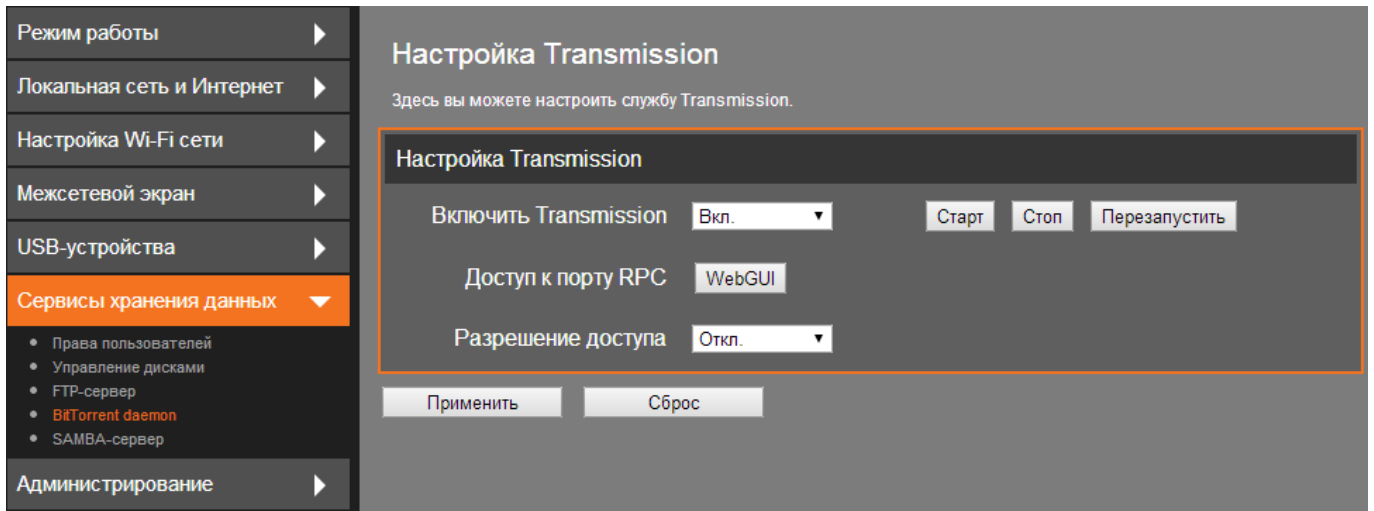 Режим работы
Локальная сеть и Интернет
Настройка Wi-Fi сети
Межсетевой экран
USB-устройства
Сервисы хранения данных
Права пользователей
Управление дисками
FTP-сервер
BitTorrent daemon
SAMBA-сервер
Администрирование
Настройка Transmission
Здесь вы можете настроить службу Transmission.
Настройка Transmission
Включить Transmission Вкл. Старт Стоп Перезапустить
Доступ к порту RPC WebGUI
Разрешение доступа Откл.
Применить Сброс